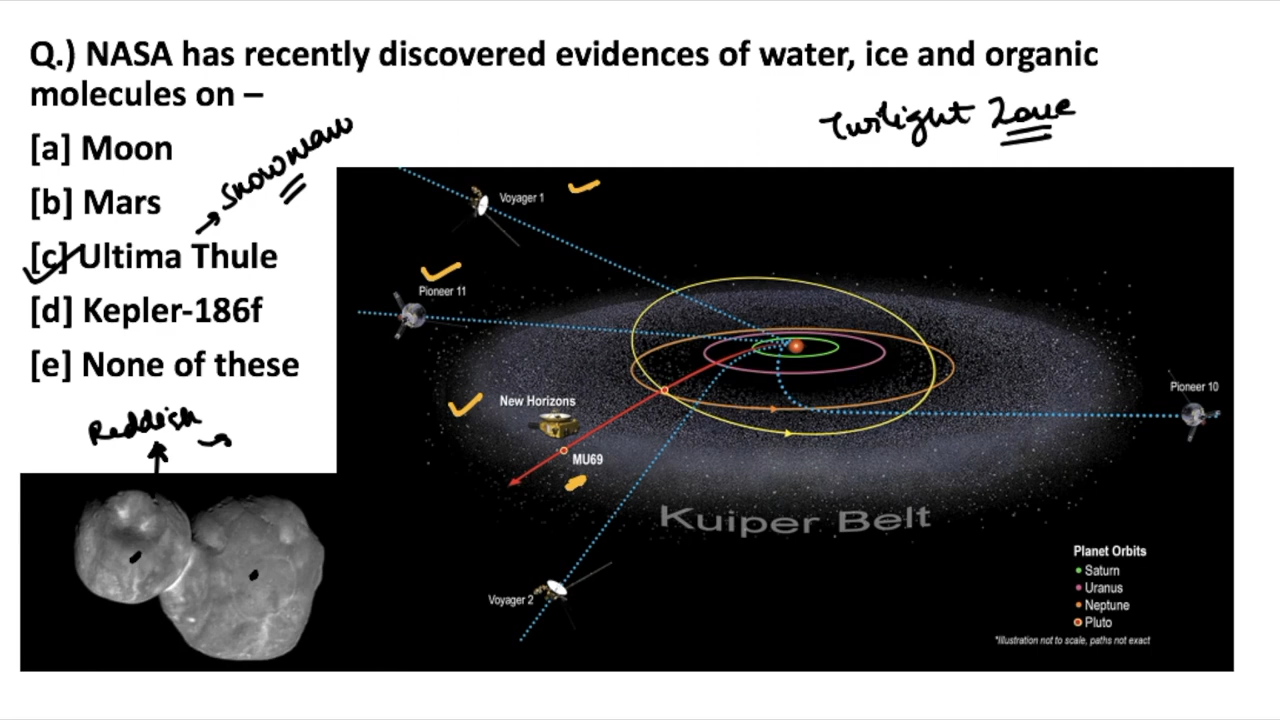 Q.) NASA has recently discovered evidences of water, ice and organic
molecules on –
Twilight Zone
[a] Moon
Snowman
[b] Mars
[c] Ultima Thule
[d] Kepler-186f
[e] None of these
Reddish
Voyager 1
Pioneer 11
New Horizons
MU69
Pioneer 10
Kuiper Belt
Voyager 2
Planet Orbits
Saturn
Uranus
Neptune
Pluto
*Illustration not to scale, paths not exact